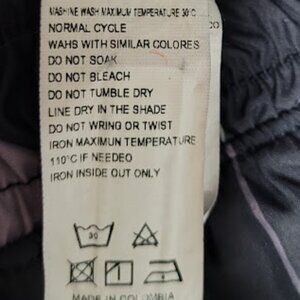 MASHINE WASH MAXIMUM TEMPERATURE 30°C
NORMAL CYCLE
WAHS WITH SIMILAR COLORES
DO NOT SOAK
DO NOT BLEACH
DO NOT TUMBLE DRY
LINE DRY IN THE SHADE
DO NOT WRING OR TWIST
IRON MAXIMUN TEMPERATURE
110°C IF NEEDEO
IRON INSIDE OUT ONLY
30
MADE IN COLOMBIA